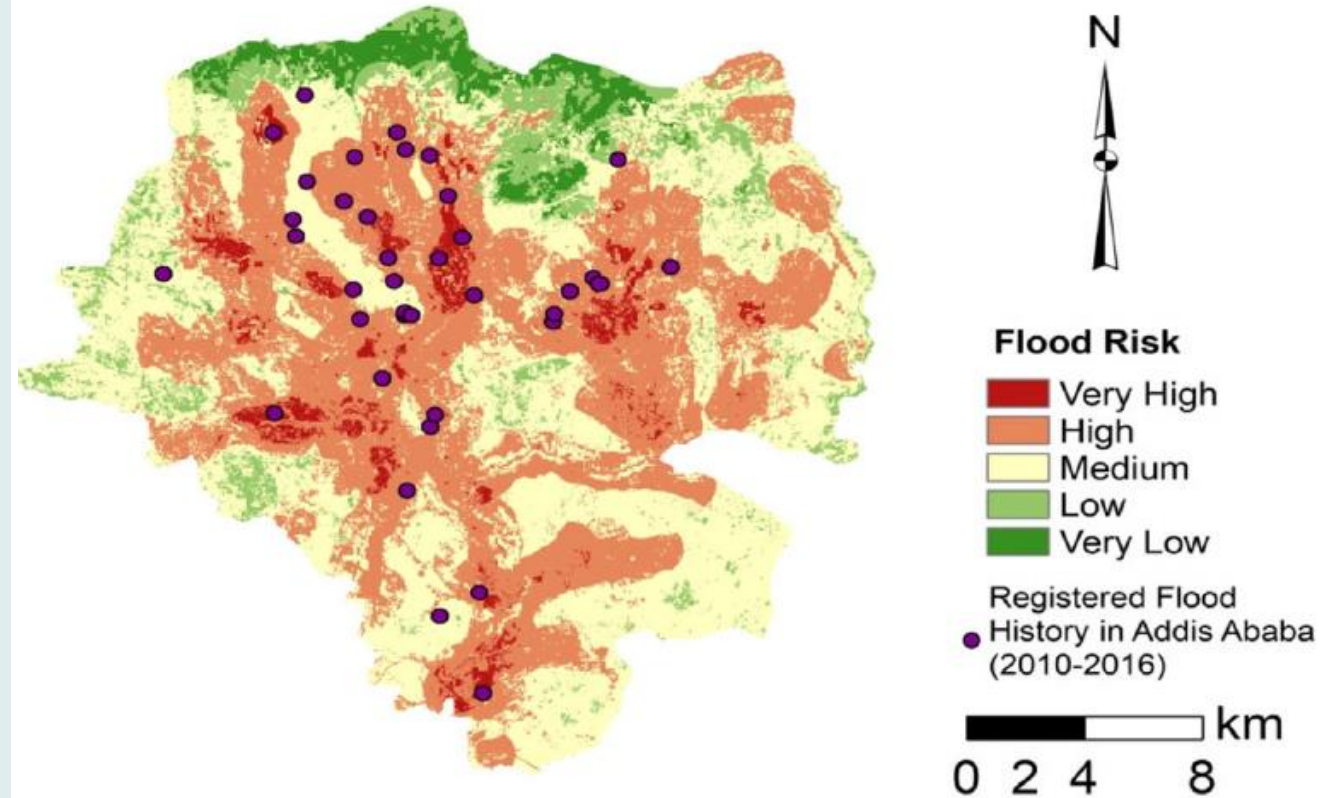 N
Flood Risk
Very High
High
Medium
Low
Very Low
Registered Flood
History in Addis Ababa
(2010-2016)
km
0 2 4 8